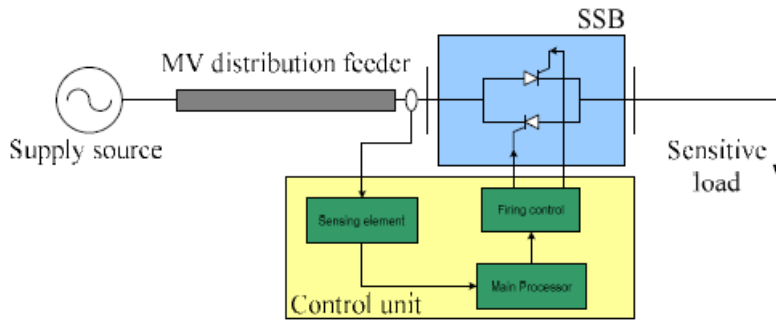 SSB
MV distribution feeder
Supply source
Sensitive
load
Sensing element
Firing control
Main Processor
Control unit